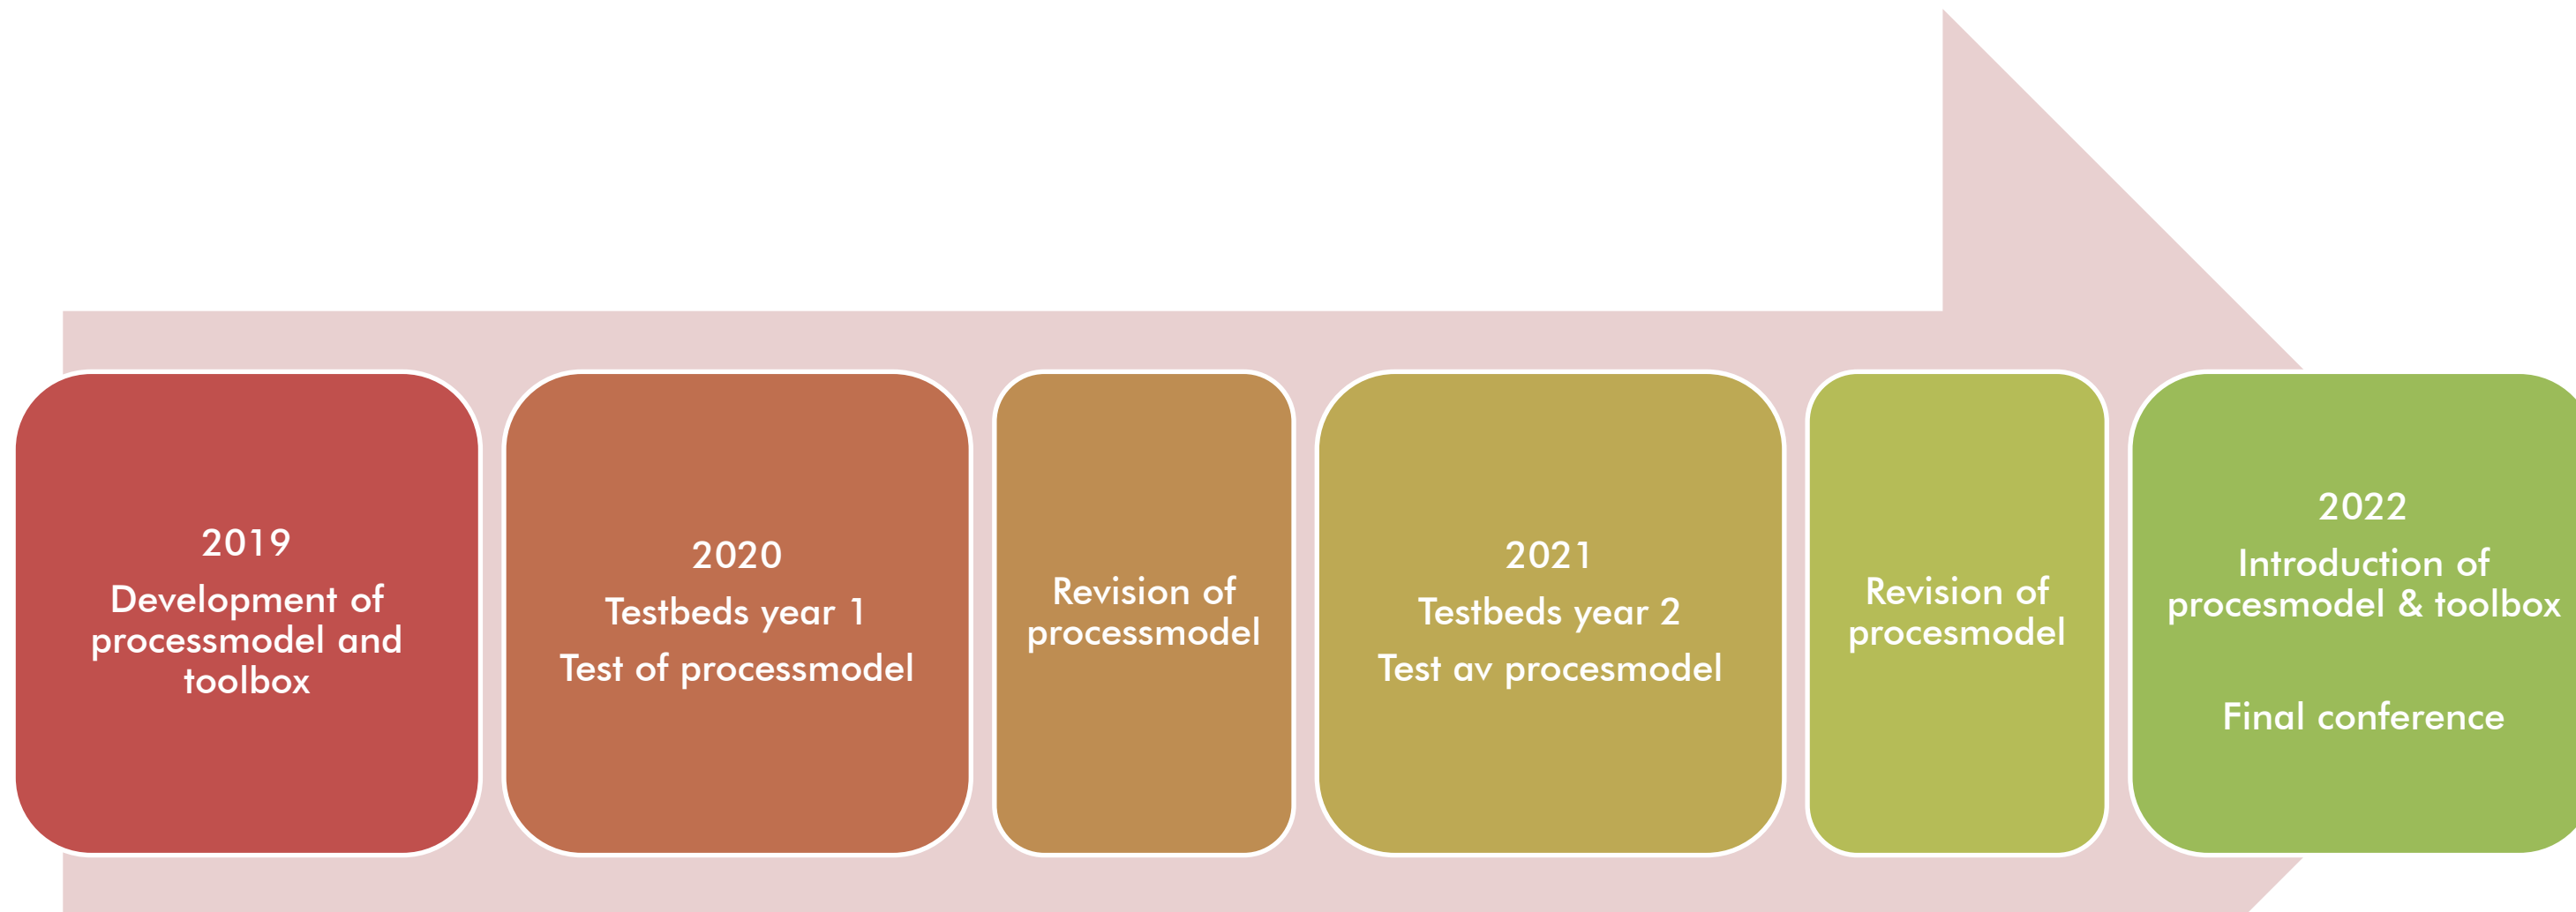 2019
Development of
processmodel and
toolbox
2020
Testbeds year 1
Test of processmodel
Revision of
processmodel
2021
Testbeds year 2
Test av procesmodel
Revision of
procesmodel
2022
Introduction of
procesmodel & toolbox
Final conference